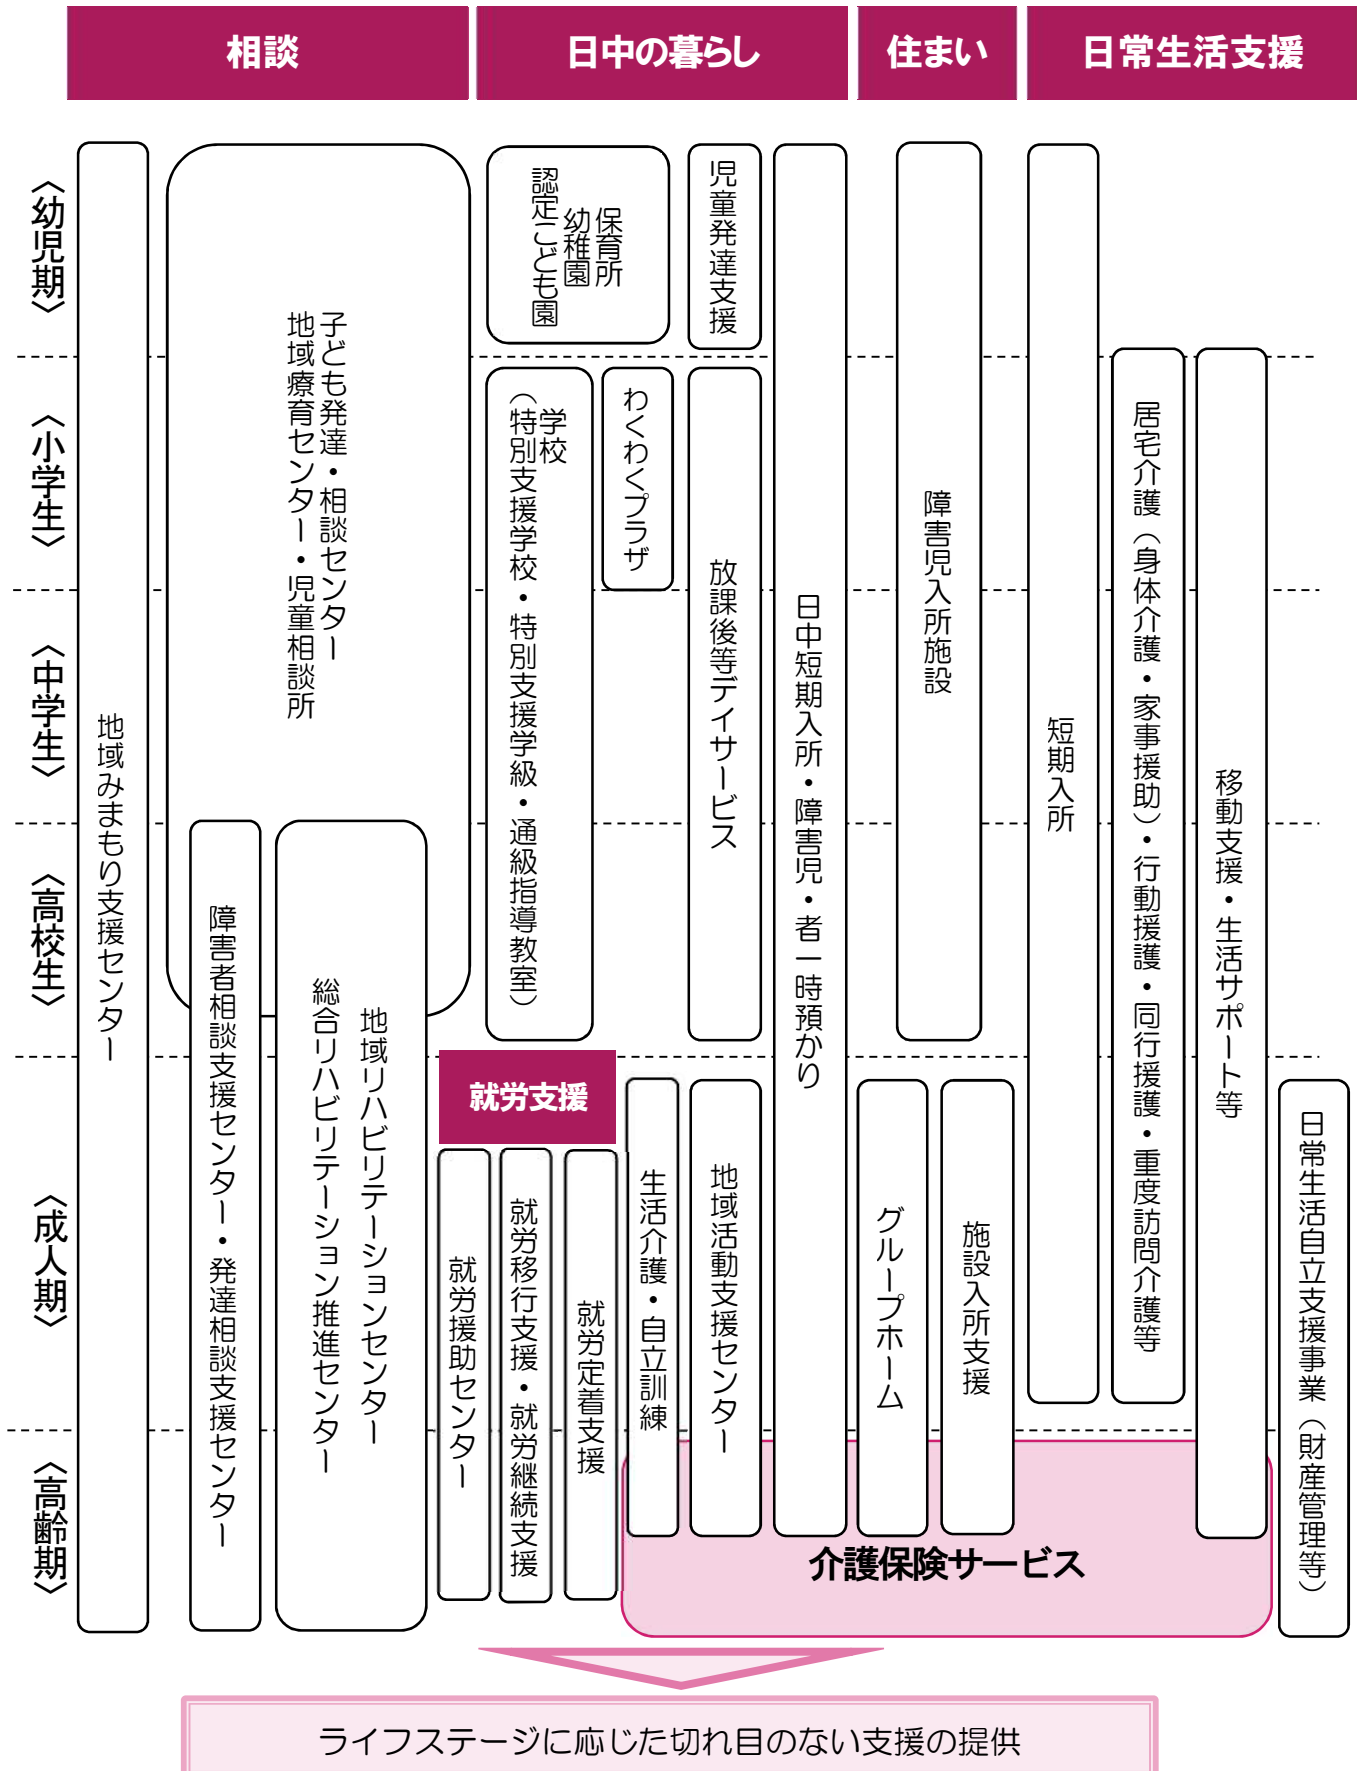 相談
日中の暮らし
住まい
日常生活支援
〈幼児期〉
〈小学生〉
〈中学生〉
〈高校生〉
〈成人期〉
〈高齢期〉
地域みまもり支援センター
子ども発達・相談センター
地域療育センター・児童相談所
障害者相談支援センター・発達相談支援センター
地域リハビリテーションセンター
総合リハビリテーション推進センター
保育所
幼稚園
認定こども園
児童発達支援
学校
（特別支援学校・特別支援学級・通級指導教室）
わくわくプラザ
放課後等デイサービス
日中短期入所・障害児・者一時預かり
就労支援
就労援助センター
就労移行支援・就労継続支援
就労定着支援
生活介護・自立訓練
地域活動支援センター
障害児入所施設
グループホーム
施設入所支援
短期入所
居宅介護（身体介護・家事援助）・行動援護・同行援護・重度訪問介護等
移動支援・生活サポート等
日常生活自立支援事業（財産管理等）
介護保険サービス
ライフステージに応じた切れ目のない支援の提供